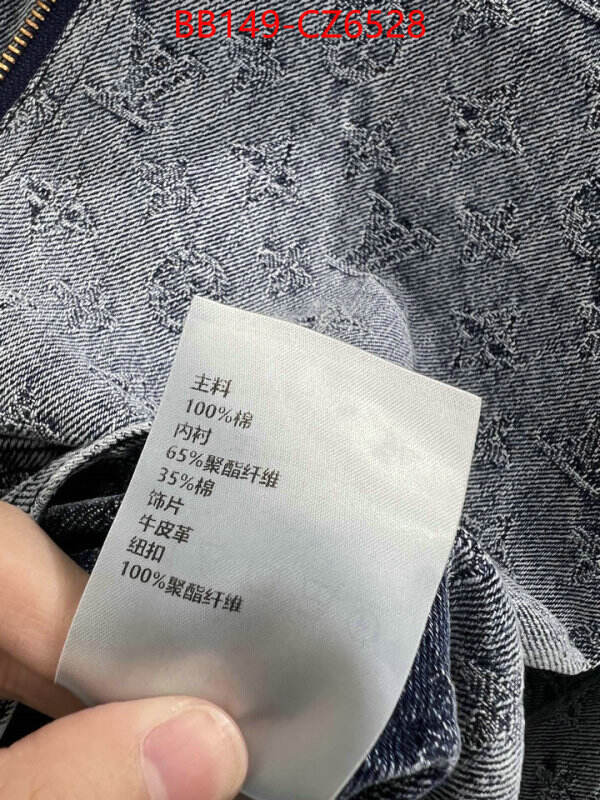 BB149-CZ6528
主料
100%棉
内衬
65%聚酯纤维
35%棉
饰片
牛皮革
纽扣
100%聚酯纤维